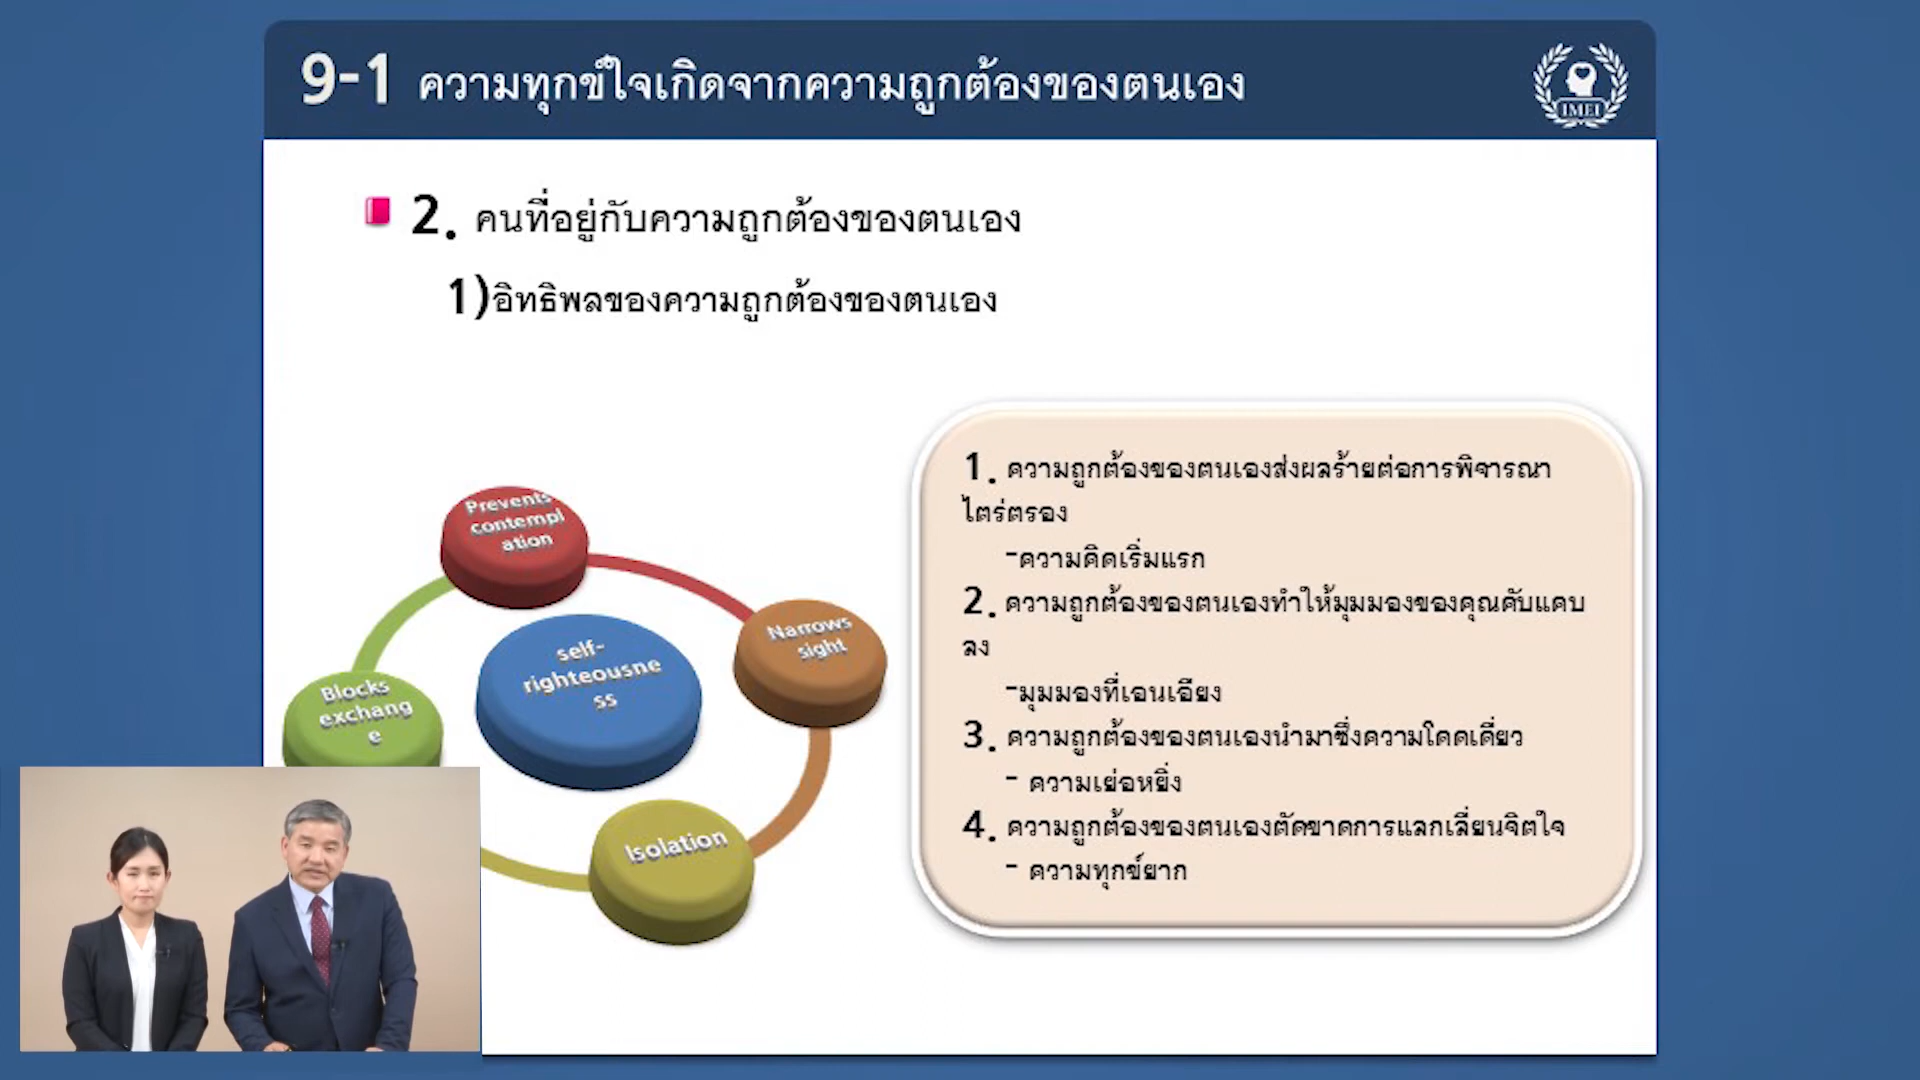 9-1 ความทุกข์ใจเกิดจากความถูกต้องของตนเอง
IMEI
2. คนที่อยู่กับความถูกต้องของตนเอง
1)อิทธิพลของความถูกต้องของตนเอง
Prevents
contempl
ation
Narrows
sight
self-
righteousne
ss
Blocks
exchang
e
Isolation
1. ความถูกต้องของตนเองส่งผลร้ายต่อการพิจารณา
ไตร่ตรอง
-ความคิดเริ่มแรก
2. ความถูกต้องของตนเองทำให้มุมมองของคุณคับแคบ
ลง
-มุมมองที่เอนเอียง
3. ความถูกต้องของตนเองนำมาซึ่งความโดดเดี่ยว
- ความเย่อหยิ่ง
4. ความถูกต้องของตนเองตัดขาดการแลกเลี่ยนจิตใจ
- ความทุกข์ยาก